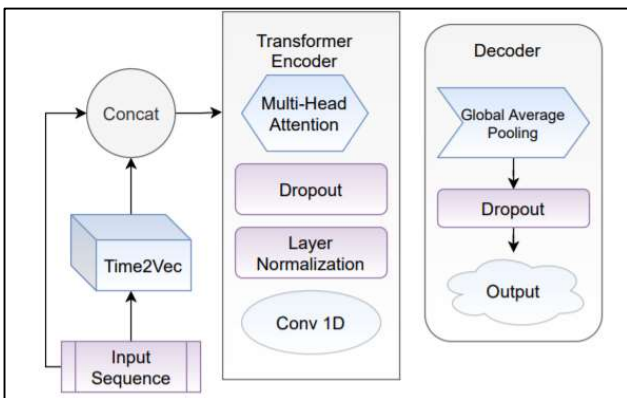 Concat
Time2Vec
Input
Sequence
Transformer
Encoder
Multi-Head
Attention
Dropout
Layer
Normalization
Conv 1D
Decoder
Global Average
Pooling
Dropout
Output